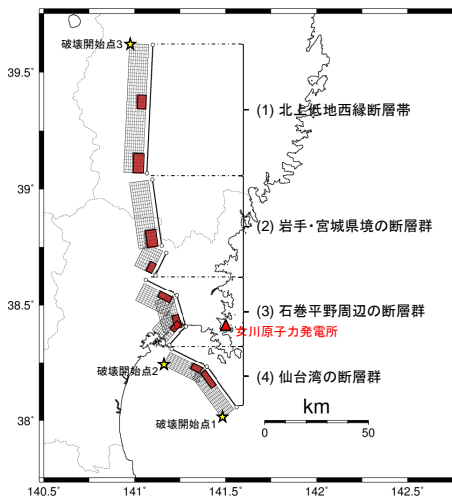 破壊開始点3
39.5
(1) 北上低地西縁断層帯
39
(2) 岩手・宮城県境の断層群
38.5
(3) 石巻平野周辺の断層群
女川原子力発電所
破壊開始点2
(4) 仙台湾の断層群
破壊開始点1
km
0 50
38
140.5 141 141.5 142 142.5